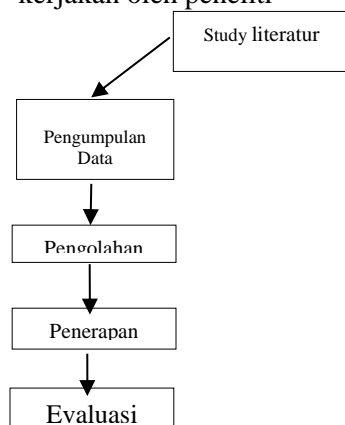 kerjakan oleh peneliti
Study literatur
Pengumpulan
Data
Pengolahan
Penerapan
Evaluasi